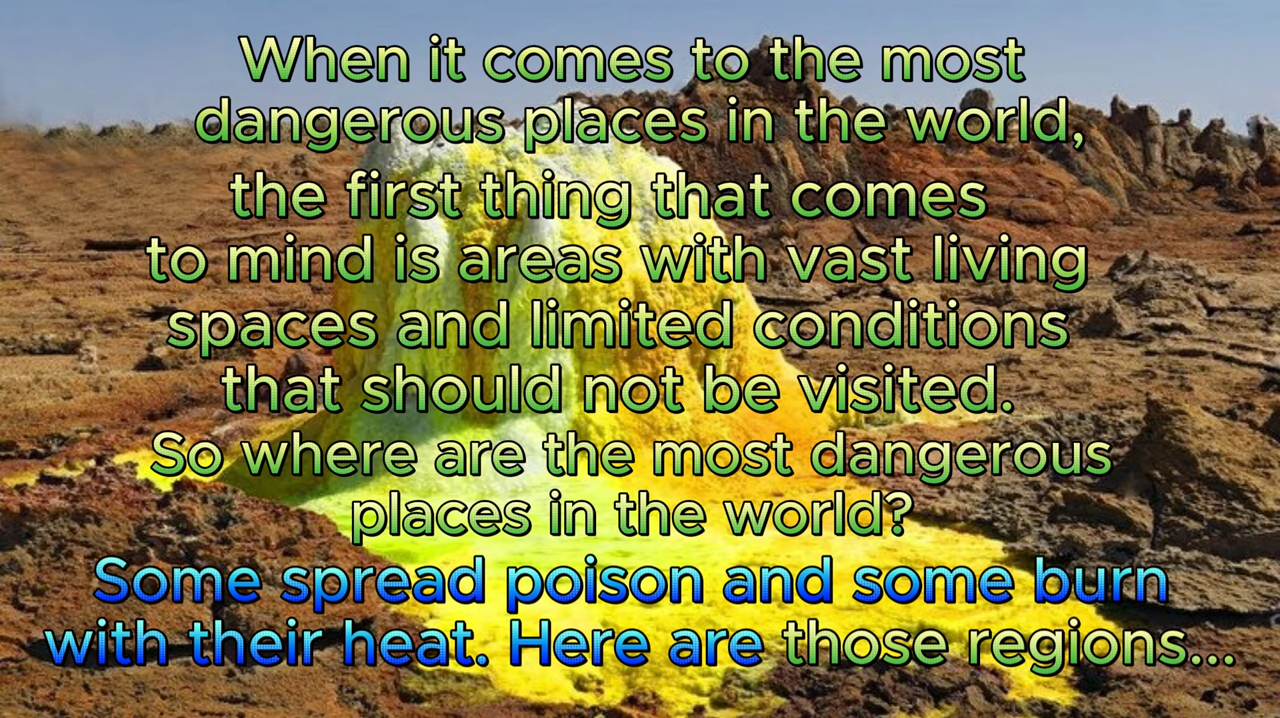 When it comes to the most
dangerous places in the world,
the first thing that comes
to mind is areas with vast living
spaces and limited conditions
that should not be visited.
So where are the most dangerous
places in the world?
Some spread poison and some burn
with their heat. Here are those regions...